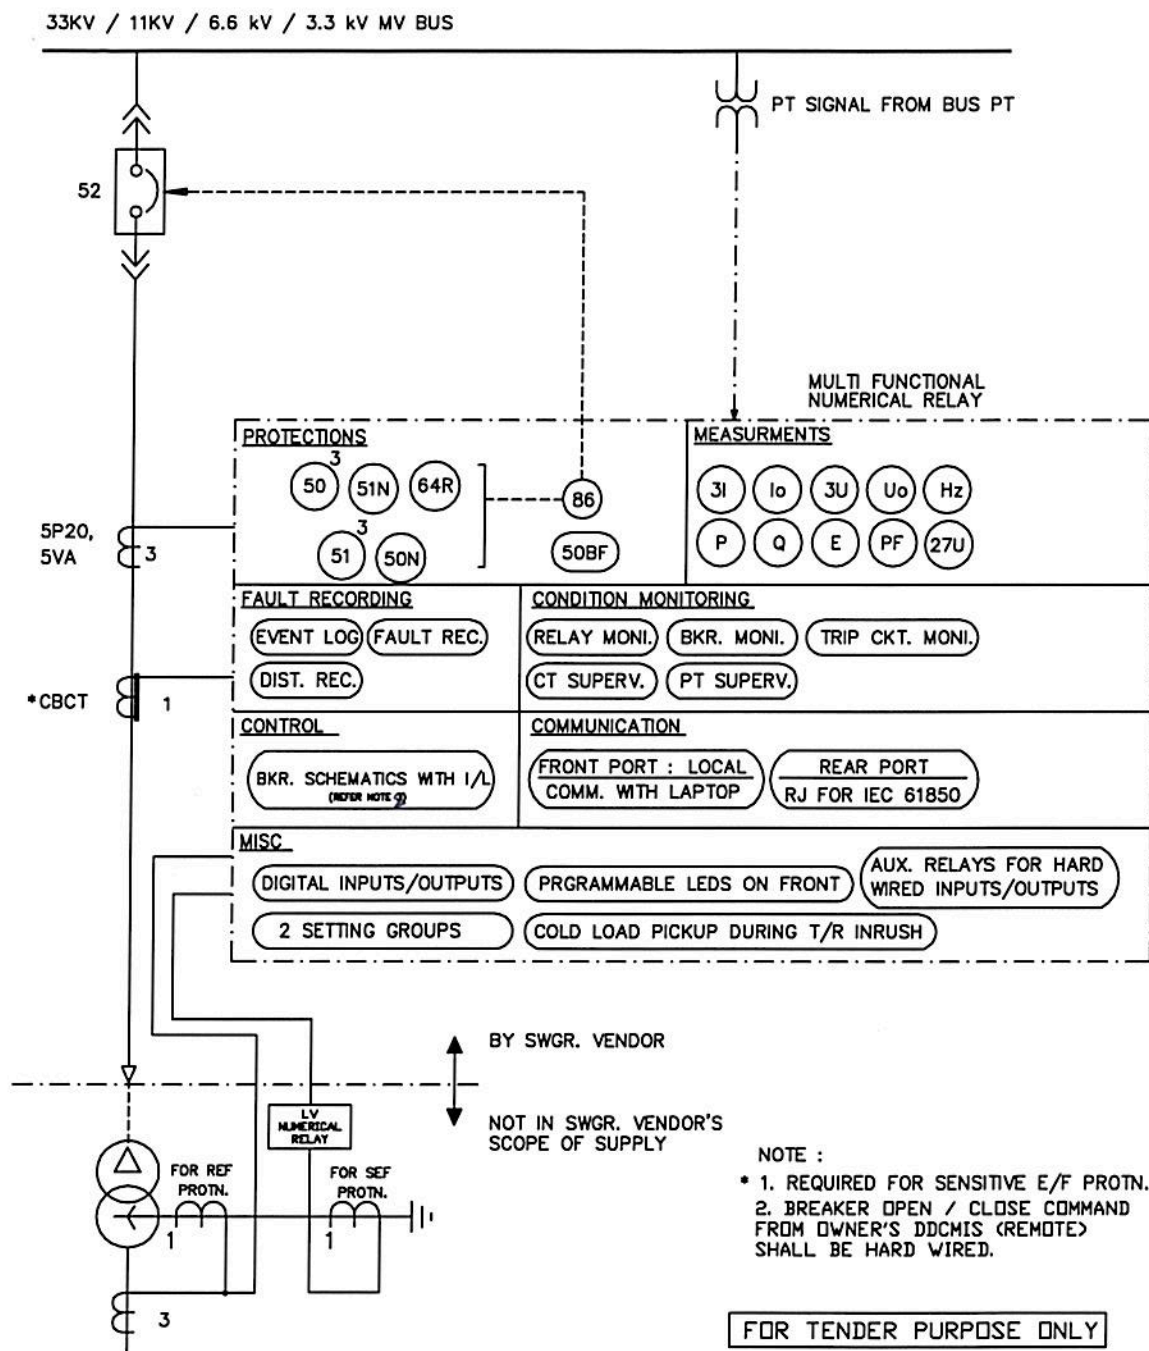 33KV / 11KV / 6.6 kV / 3.3 kV MV BUS
PT SIGNAL FROM BUS PT
52
MULTI FUNCTIONAL
NUMERICAL RELAY
PROTECTIONS
MEASURMENTS
3
50 51N 64R
3I Io 3U Uo Hz
86
3
51 50N
50BF
P Q E PF 27U
5P20,
5VA
3
FAULT RECORDING
CONDITION MONITORING
EVENT LOG FAULT REC.
RELAY MONI. BKR. MONI. TRIP CKT. MONI.
DIST. REC.
CT SUPERV. PT SUPERV.
*CBCT
1
CONTROL
COMMUNICATION
BKR. SCHEMATICS WITH I/L
(REFER NOTE 2)
FRONT PORT : LOCAL
COMM. WITH LAPTOP
REAR PORT
RJ FOR IEC 61850
MISC
DIGITAL INPUTS/OUTPUTS
PRGRAMMABLE LEDS ON FRONT
AUX. RELAYS FOR HARD
WIRED INPUTS/OUTPUTS
2 SETTING GROUPS
COLD LOAD PICKUP DURING T/R INRUSH
BY SWGR. VENDOR
NOT IN SWGR. VENDOR'S
SCOPE OF SUPPLY
LV
NUMERICAL
RELAY
FOR REF
PROTN.
FOR SEF
PROTN.
1
1
3
NOTE :
* 1. REQUIRED FOR SENSITIVE E/F PROTN.
2. BREAKER OPEN / CLOSE COMMAND
FROM OWNER'S DDCMIS (REMOTE)
SHALL BE HARD WIRED.
FOR TENDER PURPOSE ONLY